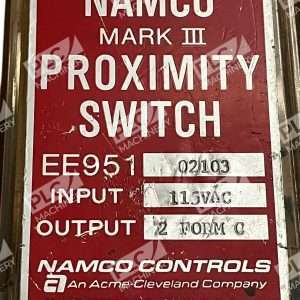 NAMCO
MARK III
PROXIMITY
SWITCH
EE951 02103
INPUT 115VAC
OUTPUT 2 FORM C
NAMCO CONTROLS
An Acme-Cleveland Company